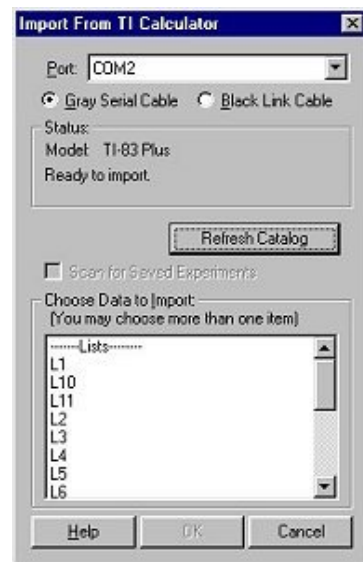 Import From TI Calculator
Port: COM2
Gray Serial Cable Black Link Cable
Status:
Model: TI-83 Plus
Ready to import.
Refresh Catalog
Scan for Saved Experiments
Choose Data to Import:
(You may choose more than one item)
------Lists--------
L1
L10
L11
L2
L3
L4
L5
L6
Help OK Cancel